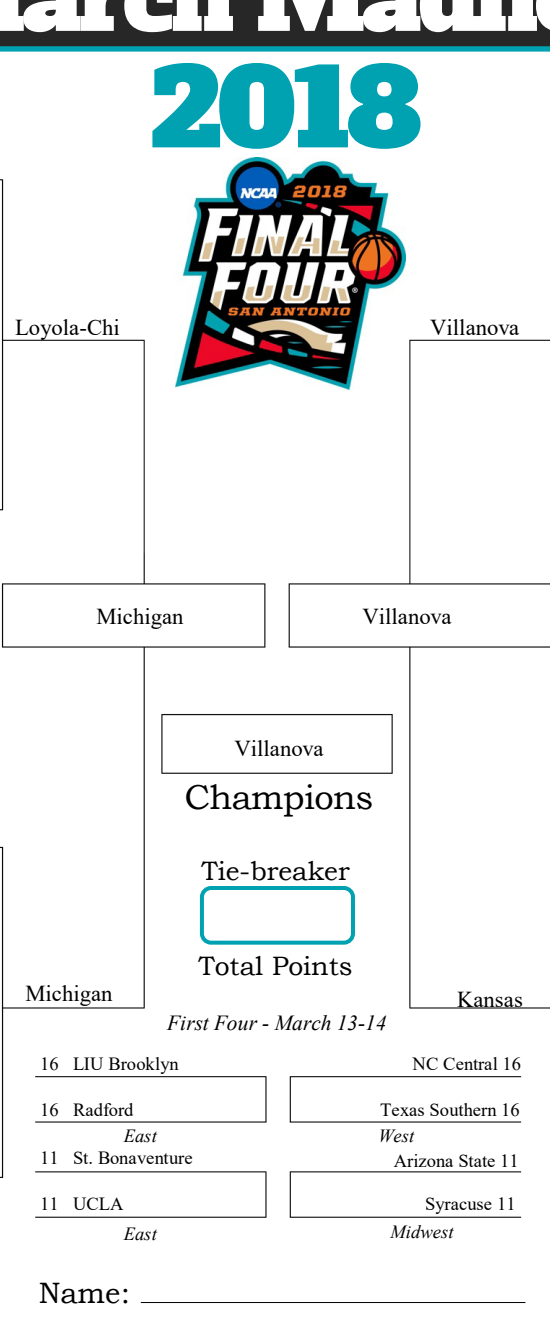 March Madne
2018
NCAA 2018
FINAL
FOUR
SAN ANTONIO
Loyola-Chi
Villanova
Michigan
Villanova
Villanova
Champions
Tie-breaker
Total Points
Michigan
Kansas
First Four - March 13-14
16 LIU Brooklyn
NC Central 16
16 Radford
Texas Southern 16
East
West
11 St. Bonaventure
Arizona State 11
11 UCLA
Syracuse 11
East
Midwest
Name: